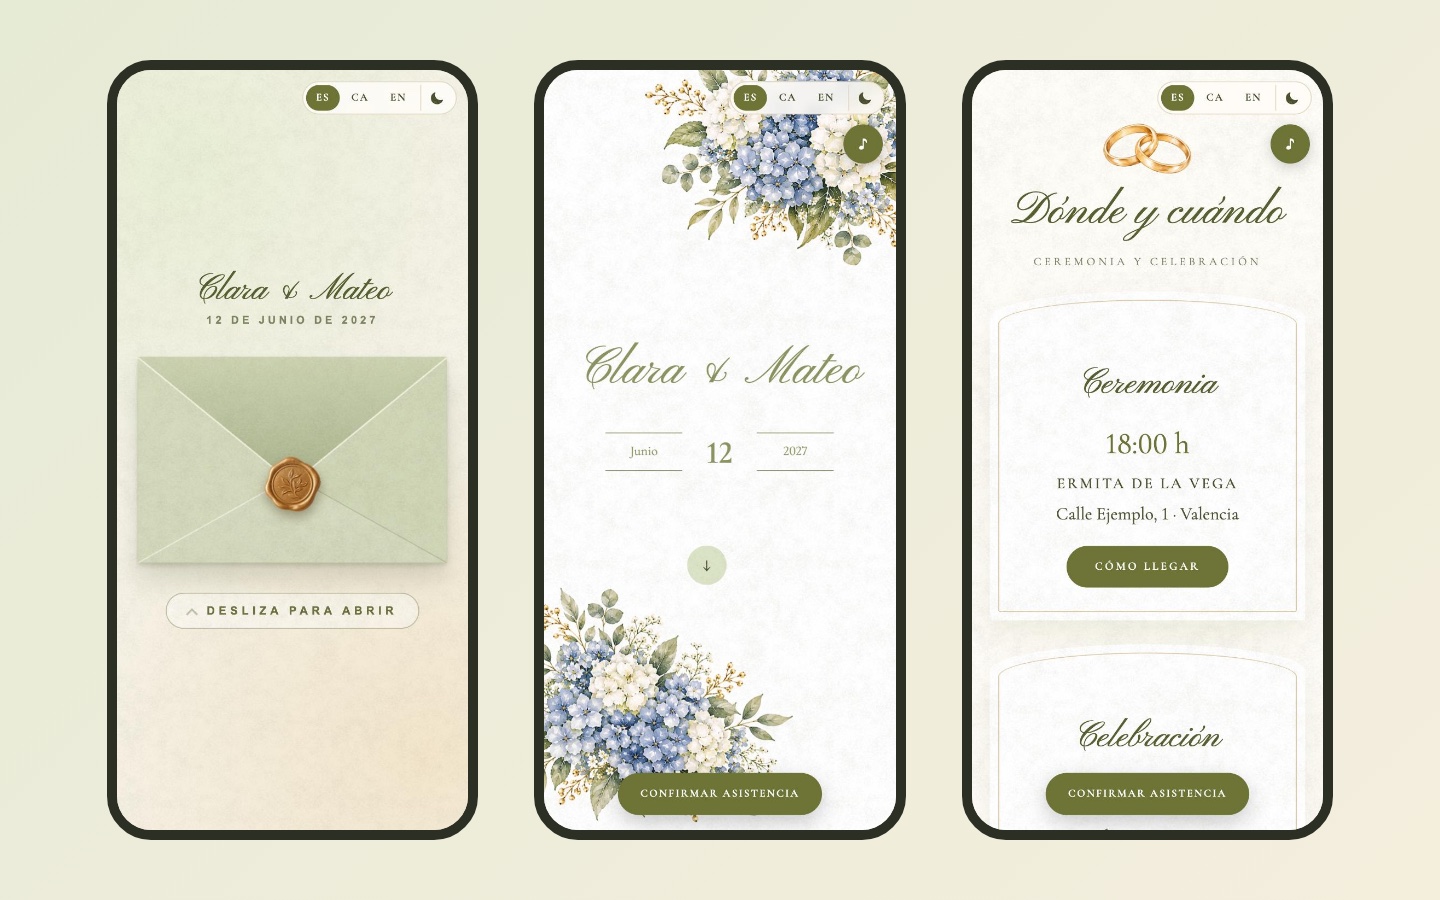 ES CA EN
Clara & Mateo
12 DE JUNIO DE 2027
DESLIZA PARA ABRIR
ES CA EN
Clara & Mateo
Junio 12 2027
CONFIRMAR ASISTENCIA
ES CA EN
Dónde y cuándo
CEREMONIA Y CELEBRACIÓN
Ceremonia
18:00 h
ERMITA DE LA VEGA
Calle Ejemplo, 1 · Valencia
CÓMO LLEGAR
Celebración
CONFIRMAR ASISTENCIA